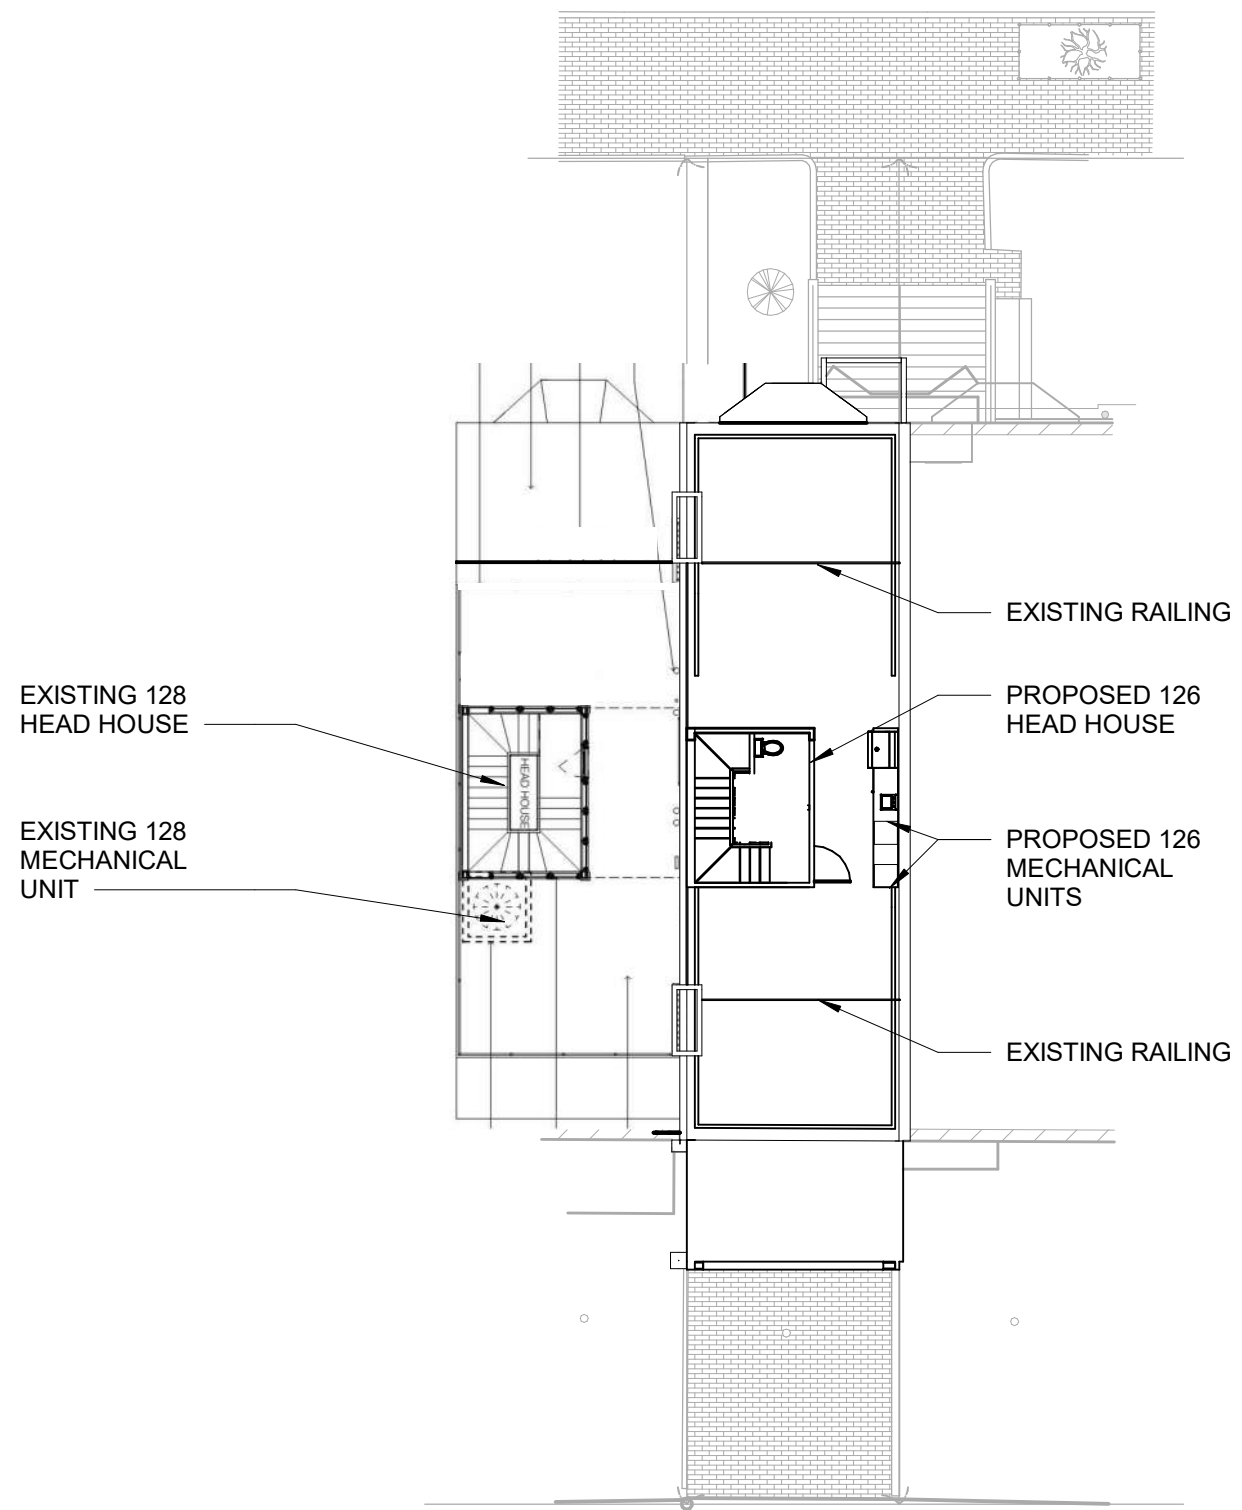 EXISTING RAILING
EXISTING 128
HEAD HOUSE
PROPOSED 126
HEAD HOUSE
HEAD HOUSE
EXISTING 128
MECHANICAL
UNIT
PROPOSED 126
MECHANICAL
UNITS
EXISTING RAILING